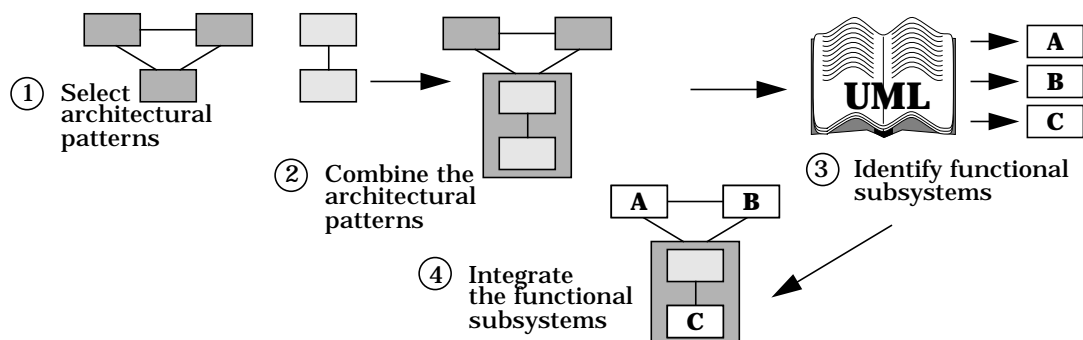 1 Select
architectural
patterns
2 Combine the
architectural
patterns
UML
A
B
C
3 Identify functional
subsystems
A B
4 Integrate
the functional
subsystems
C